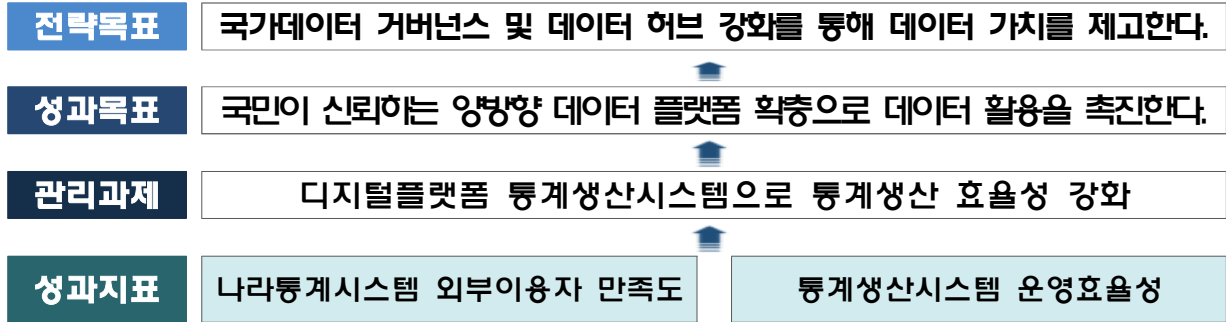 전략목표 국가데이터 거버넌스 및 데이터 허브 강화를 통해 데이터 가치를 제고한다.
성과목표 국민이 신뢰하는 양방향 데이터 플랫폼 확충으로 데이터 활용을 촉진한다.
관리과제 디지털플랫폼 통계생산시스템으로 통계생산 효율성 강화
성과지표 나라통계시스템 외부이용자 만족도 통계생산시스템 운영효율성